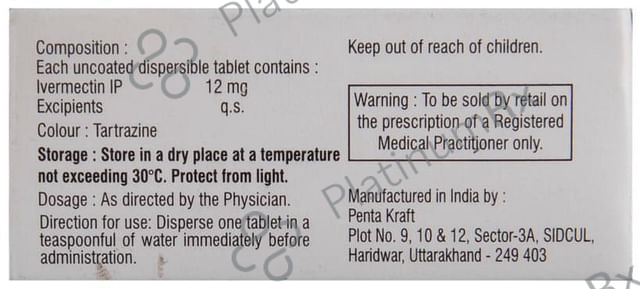 Composition :
Each uncoated dispersible tablet contains :
Ivermectin IP 12 mg
Excipients q.s.
Colour : Tartrazine
Storage : Store in a dry place at a temperature
not exceeding 30°C. Protect from light.
Dosage : As directed by the Physician.
Direction for use: Disperse one tablet in a
teaspoonful of water immediately before
administration.
Keep out of reach of children.
Warning : To be sold by retail on
the prescription of a Registered
Medical Practitioner only.
Manufactured in India by :
Penta Kraft
Plot No. 9, 10 & 12, Sector-3A, SIDCUL,
Haridwar, Uttarakhand - 249 403
PlatinumRx